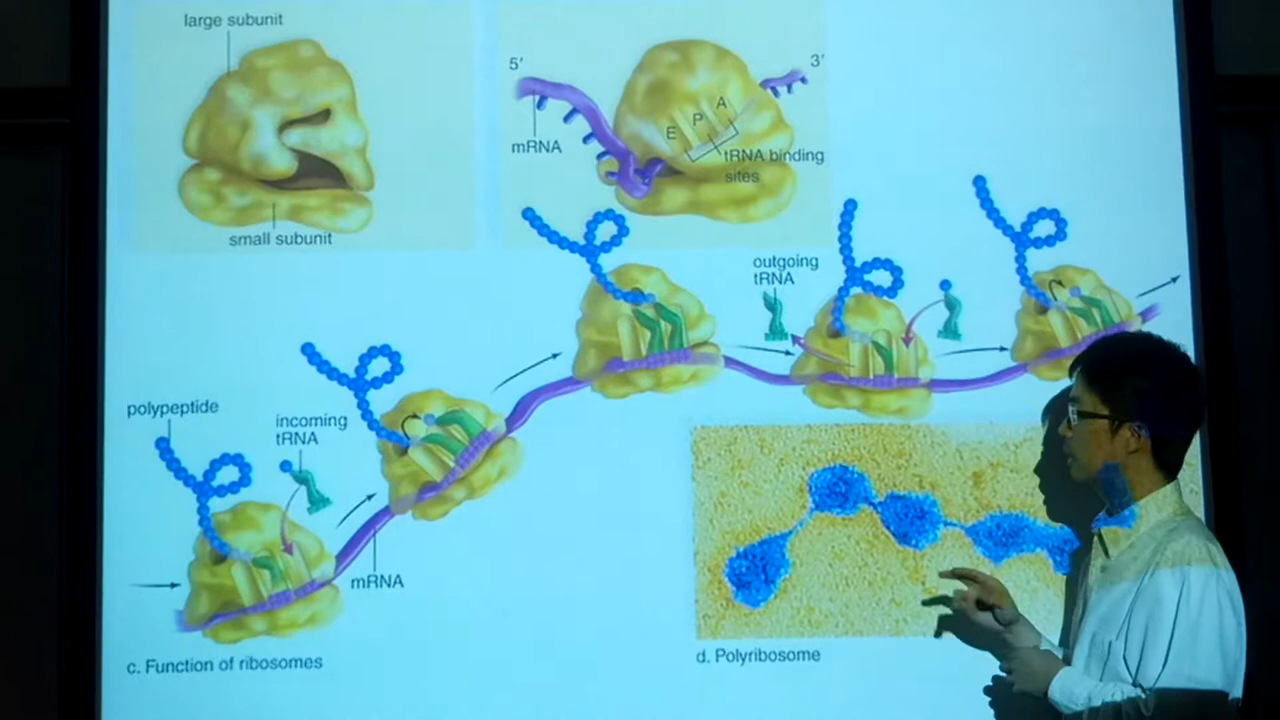 large subunit
small subunit
5′
3′
mRNA
E
P
A
tRNA binding
sites
outgoing
tRNA
polypeptide
incoming
tRNA
mRNA
c. Function of ribosomes
d. Polyribosome